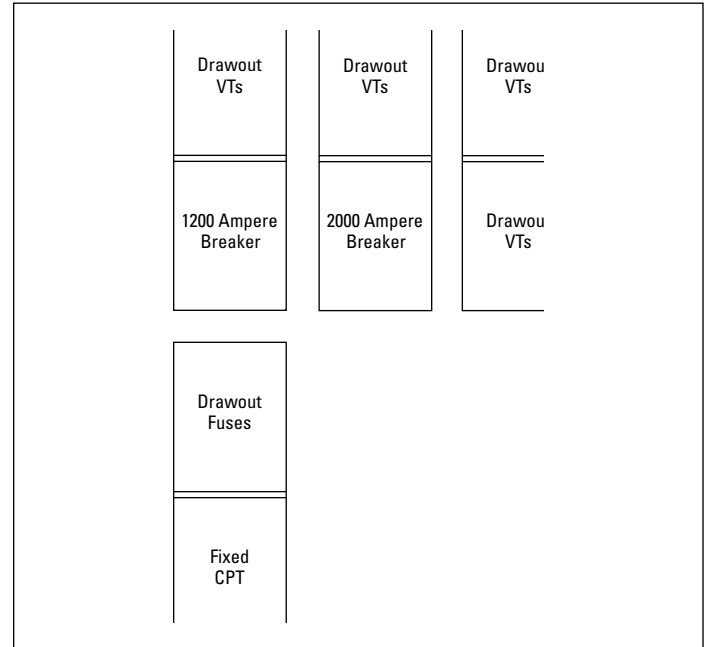 Drawout
VTs
Drawout
VTs
Drawou
VTs
1200 Ampere
Breaker
2000 Ampere
Breaker
Drawou
VTs
Drawout
Fuses
Fixed
CPT